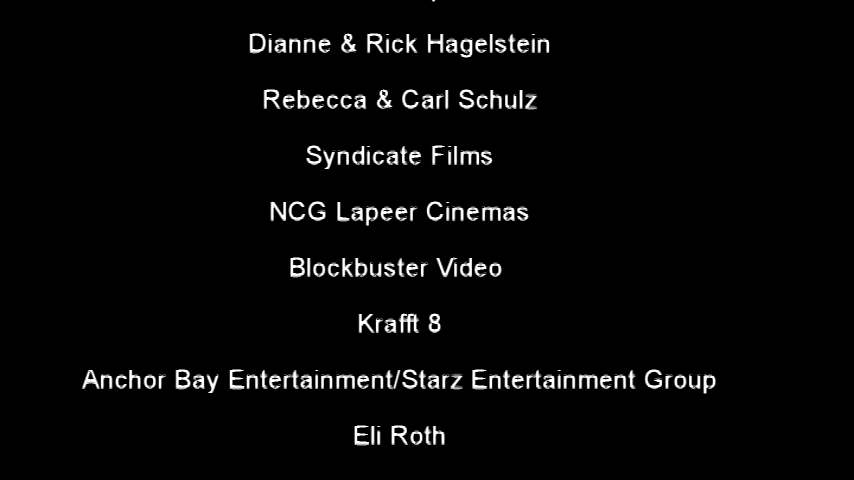 Dianne & Rick Hagelstein
Rebecca & Carl Schulz
Syndicate Films
NCG Lapeer Cinemas
Blockbuster Video
Krafft 8
Anchor Bay Entertainment/Starz Entertainment Group
Eli Roth